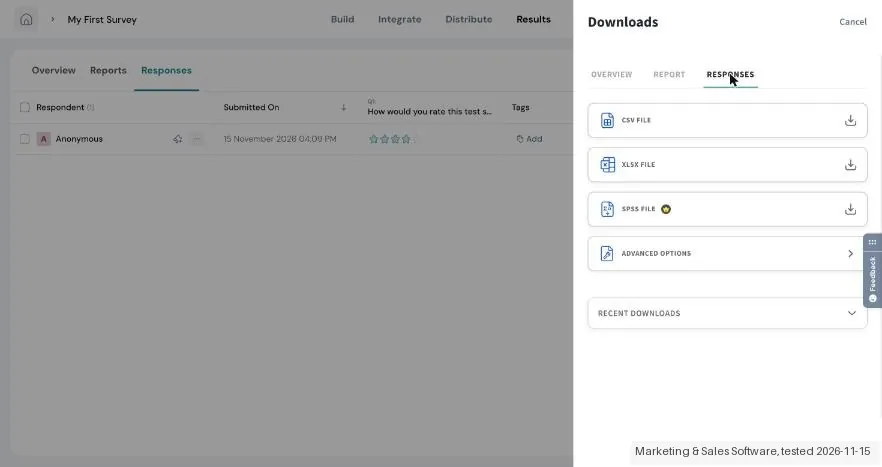 My First Survey
Build Integrate Distribute Results
Overview Reports Responses
Respondent (1) Submitted On Q1 How would you rate this test s... Tags
A Anonymous 15 November 2026 04:09 PM Add
Downloads Cancel
OVERVIEW REPORT RESPONSES
CSV FILE
XLSX FILE
SPSS FILE
ADVANCED OPTIONS
RECENT DOWNLOADS
Feedback
Marketing & Sales Software, tested 2026-11-15